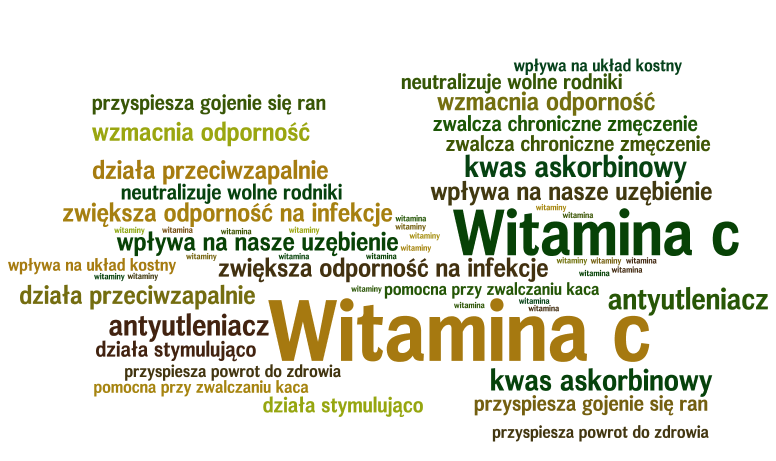 wpływa na układ kostny
neutralizuje wolne rodniki
przyspiesza gojenie się ran
wzmacnia odporność
zwalcza chroniczne zmęczenie
wzmacnia odporność
zwalcza chroniczne zmęczenie
działa przeciwzapalnie
kwas askorbinowy
neutralizuje wolne rodniki
wpływa na nasze uzębienie
witaminy
zwiększa odporność na infekcje
witamina
witamina
witaminy
Witamina c
witaminy
witamina
witamina
witaminy
witaminy
wpływa na nasze uzębienie
witaminy
witaminy
witamina
witamina
witaminy
witaminy
witamina
wpływa na układ kostny
zwiększa odporność na infekcje
witamina
witamina
witaminy
witaminy
działa przeciwzapalnie
witaminy
pomocna przy zwalczaniu kaca
antyutleniacz
witamina
witamina
witamina
antyutleniacz
Witamina c
działa stymulująco
przyspiesza powrot do zdrowia
kwas askorbinowy
pomocna przy zwalczaniu kaca
działa stymulująco
przyspiesza gojenie się ran
przyspiesza powrot do zdrowia